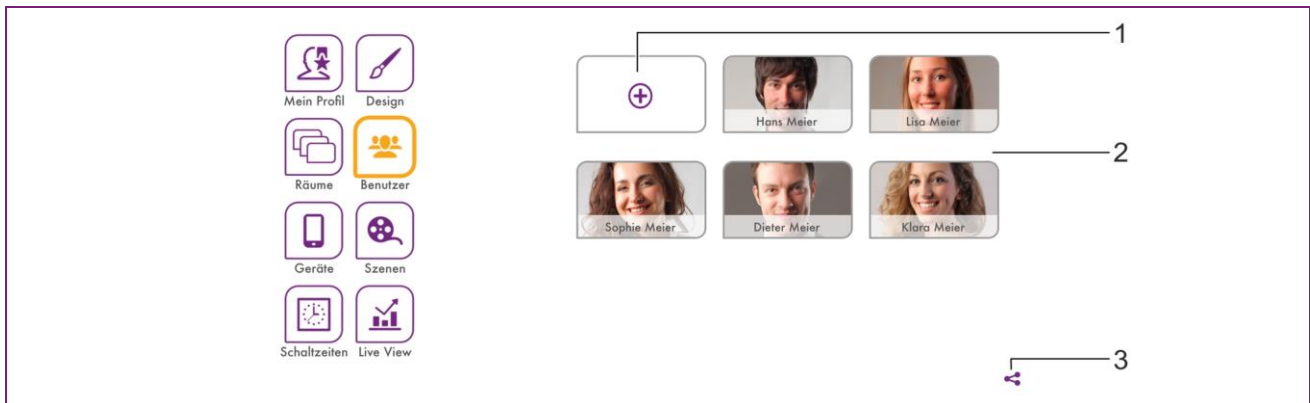 1
Mein Profil Design
Hans Meier Lisa Meier
2
Räume Benutzer
Sophie Meier Dieter Meier Klara Meier
Geräte Szenen
Schaltzeiten Live View
3